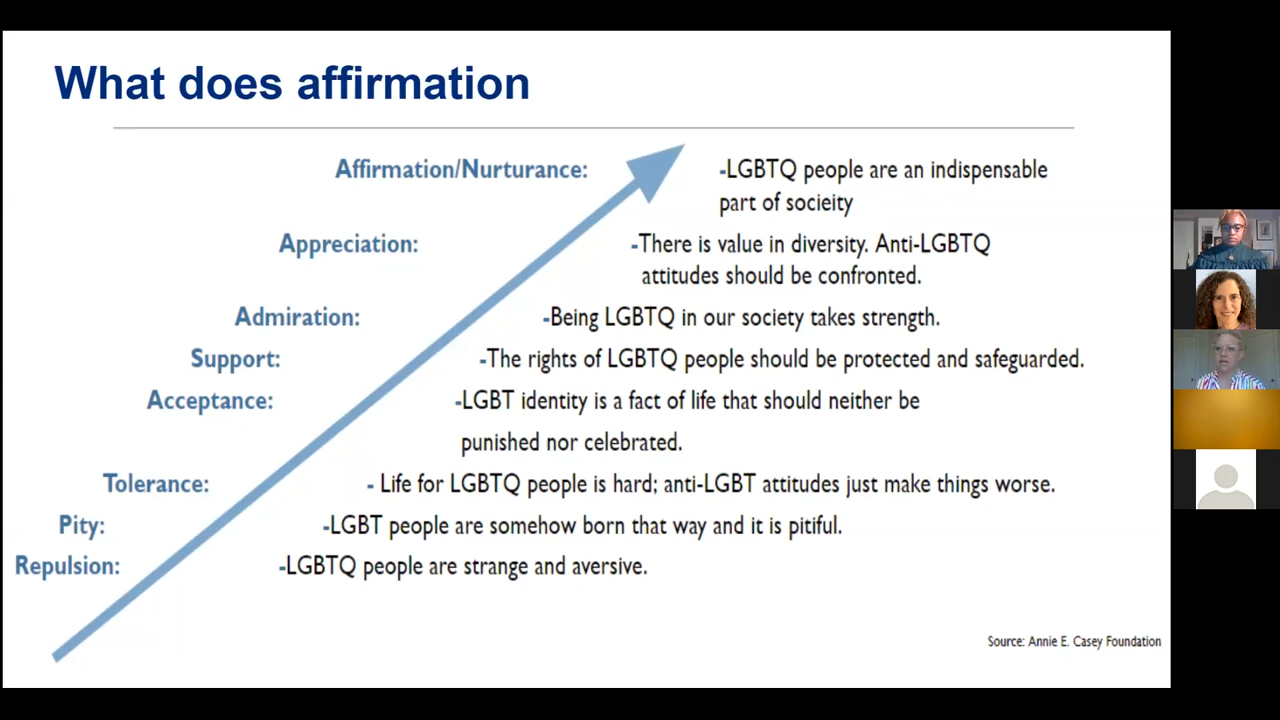 What does affirmation
Affirmation/Nurturance: -LGBTQ people are an indispensable
part of socieity
Appreciation: -There is value in diversity. Anti-LGBTQ
attitudes should be confronted.
Admiration: -Being LGBTQ in our society takes strength.
Support: -The rights of LGBTQ people should be protected and safeguarded.
Acceptance: -LGBT identity is a fact of life that should neither be
punished nor celebrated.
Tolerance: - Life for LGBTQ people is hard; anti-LGBT attitudes just make things worse.
Pity: -LGBT people are somehow born that way and it is pitiful.
Repulsion: -LGBTQ people are strange and aversive.
Source: Annie E. Casey Foundation